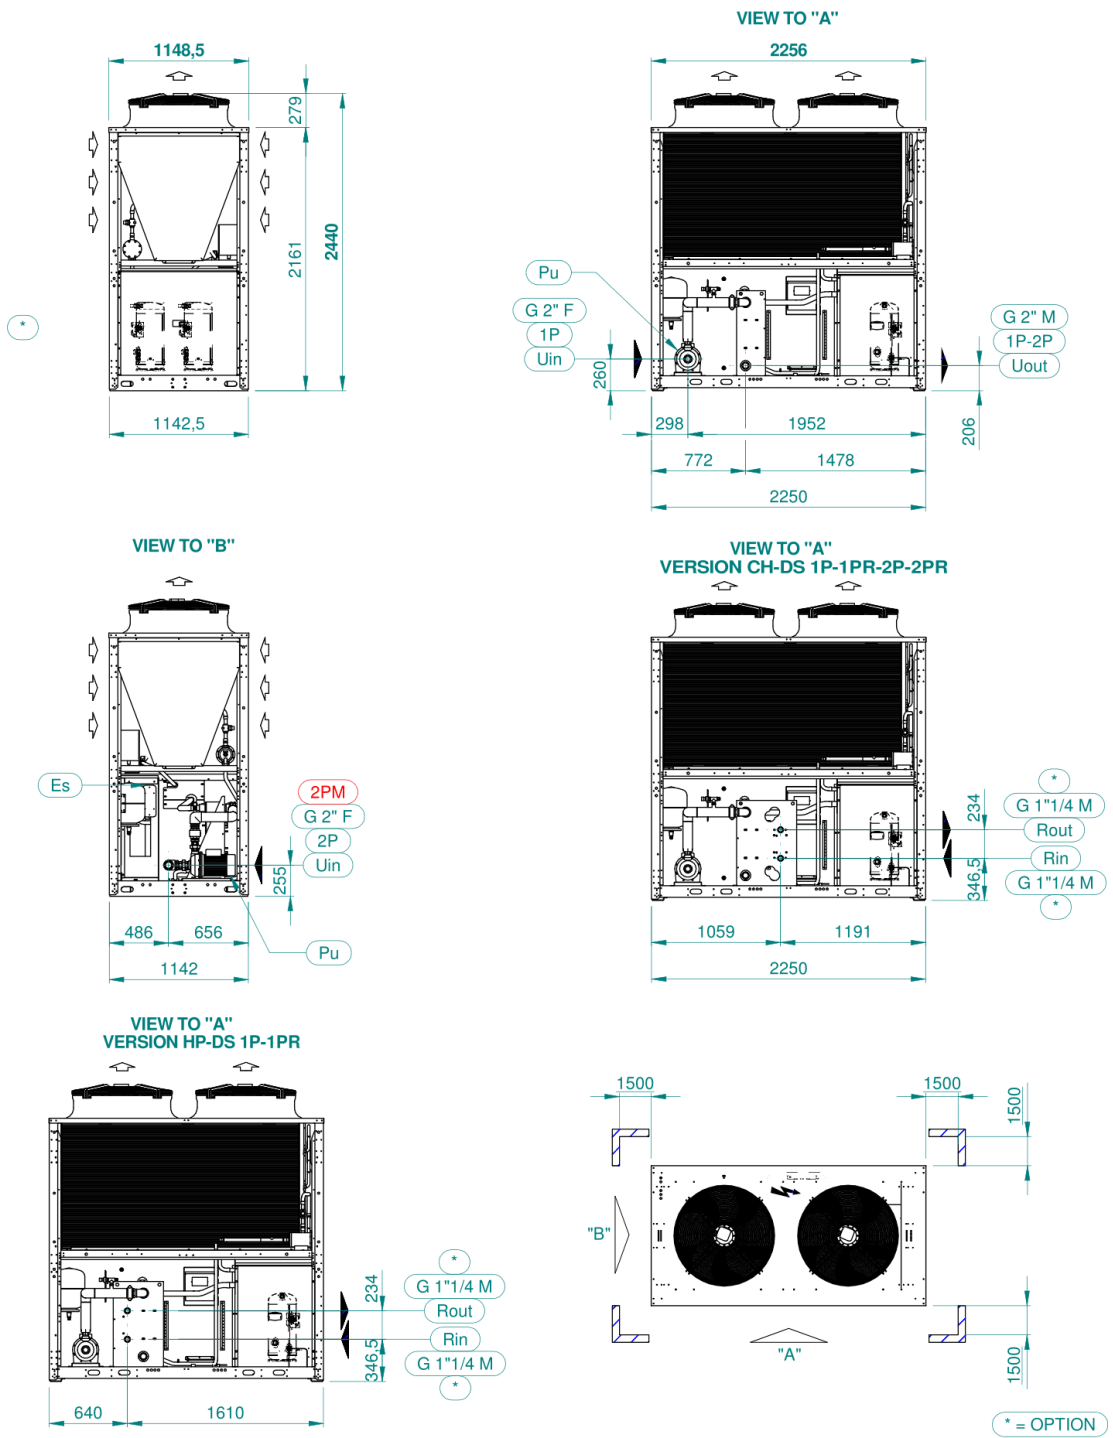 1148,5
279
2440
2161
*
1142,5
VIEW TO "A"
2256
Pu
G 2" F
1P
Uin
260
G 2" M
1P-2P
Uout
206
298
1952
772
1478
2250
VIEW TO "B"
Es
2PM
G 2" F
2P
Uin
255
486
656
Pu
1142
VIEW TO "A"
VERSION CH-DS 1P-1PR-2P-2PR
*
G 1"1/4 M
Rout
Rin
G 1"1/4 M
*
234
346,5
1059
1191
2250
VIEW TO "A"
VERSION HP-DS 1P-1PR
*
G 1"1/4 M
Rout
Rin
G 1"1/4 M
*
234
346,5
640
1610
1500
1500
1500
"B"
"A"
1500
* = OPTION